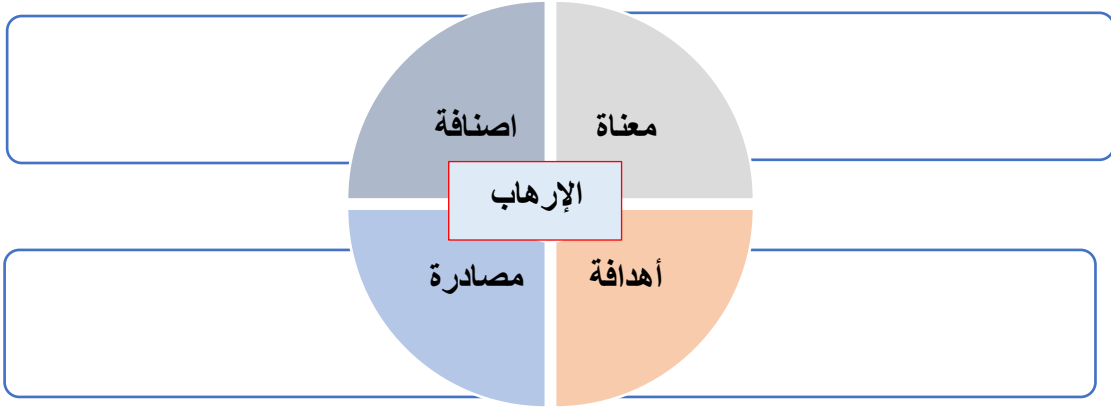 معناة
اصنافة
الإرهاب
أهدافة
مصادرة